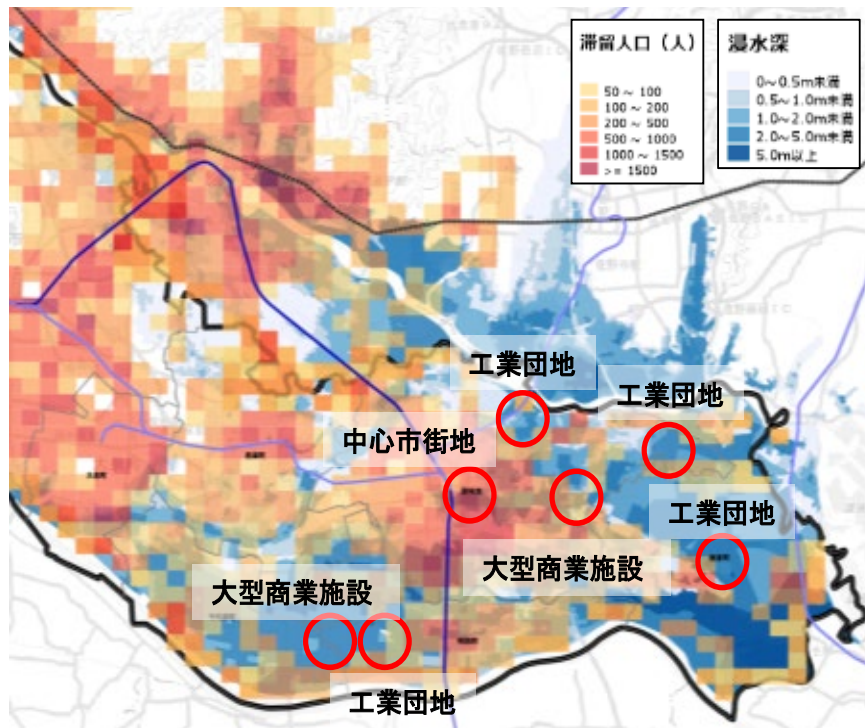 滞留人口（人）
50 ~ 100
100 ~ 200
200 ~ 500
500 ~ 1000
1000 ~ 1500
>= 1500
浸水深
0~0.5m未満
0.5~1.0m未満
1.0~2.0m未満
2.0~5.0m未満
5.0m以上
工業団地
工業団地
中心市街地
工業団地
大型商業施設
大型商業施設
工業団地